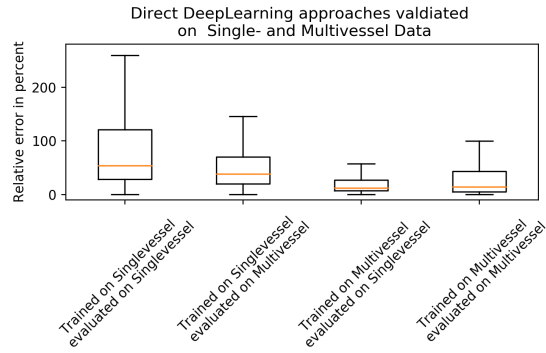 Direct DeepLearning approaches valdiated
on Single- and Multivessel Data
Relative error in percent
200
100
0
Trained on Singlevessel
evaluated on Singlevessel
Trained on Singlevessel
evaluated on Multivessel
Trained on Multivessel
evaluated on Singlevessel
Trained on Multivessel
evaluated on Multivessel